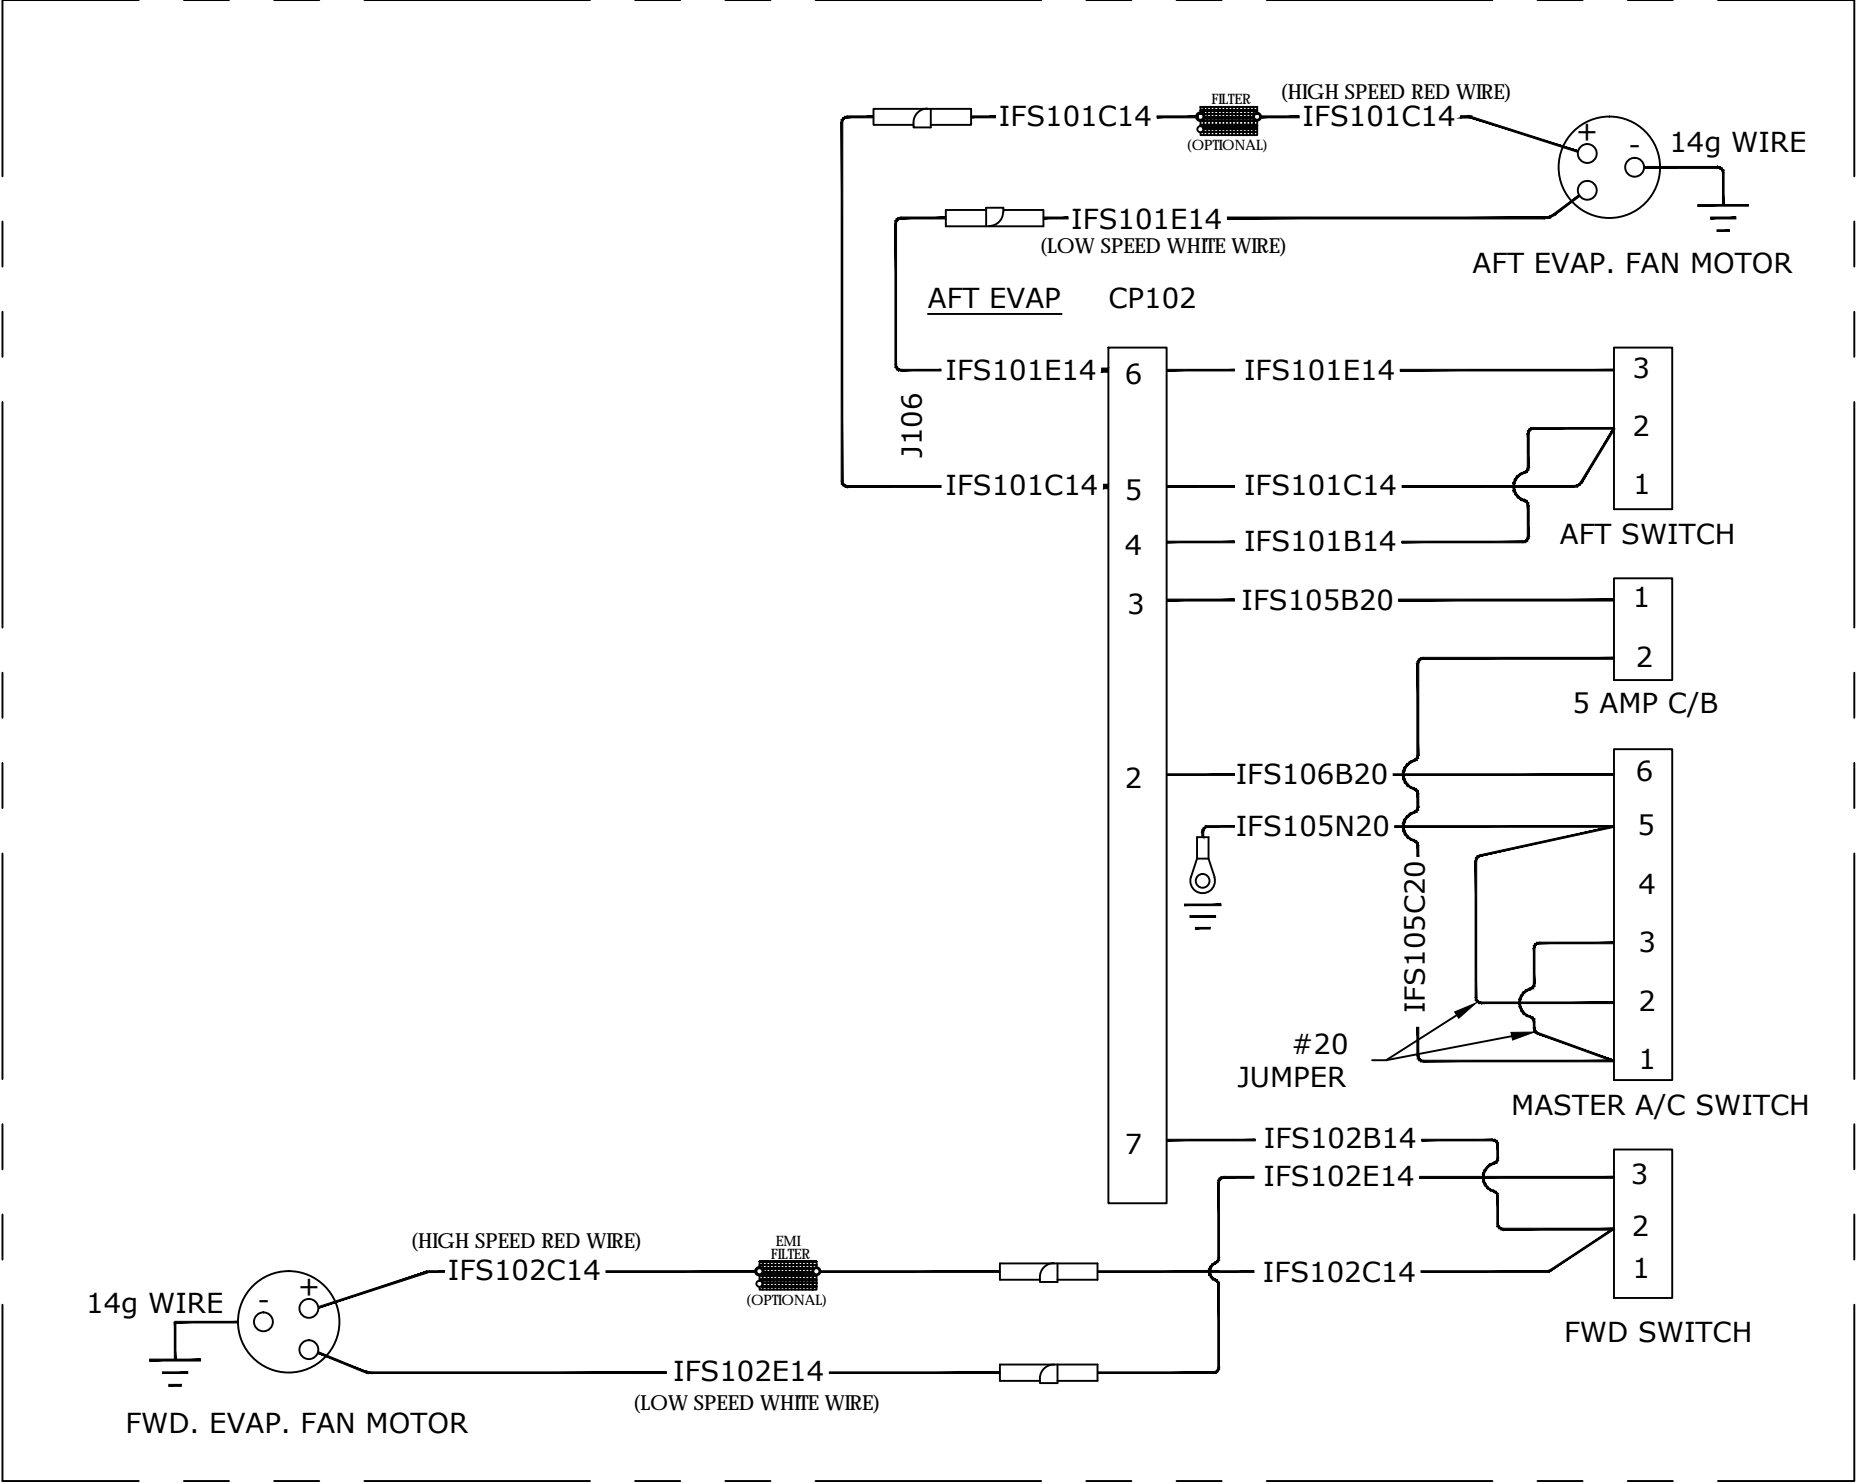 FILTER
(HIGH SPEED RED WIRE)
IFS101C14
IFS101C14
(OPTIONAL)
+
-
14g WIRE
IFS101E14
(LOW SPEED WHITE WIRE)
AFT EVAP. FAN MOTOR
AFT EVAP
CP102
IFS101E14
6
IFS101E14
3
J106
2
IFS101C14
5
IFS101C14
1
AFT SWITCH
4
IFS101B14
3
IFS105B20
1
2
5 AMP C/B
2
IFS106B20
6
IFS105N20
5
4
IFS105C20
3
2
#20
JUMPER
1
MASTER A/C SWITCH
7
IFS102B14
IFS102E14
3
2
(HIGH SPEED RED WIRE)
EMI
FILTER
IFS102C14
IFS102C14
1
(OPTIONAL)
14g WIRE
-
+
FWD SWITCH
IFS102E14
(LOW SPEED WHITE WIRE)
FWD. EVAP. FAN MOTOR